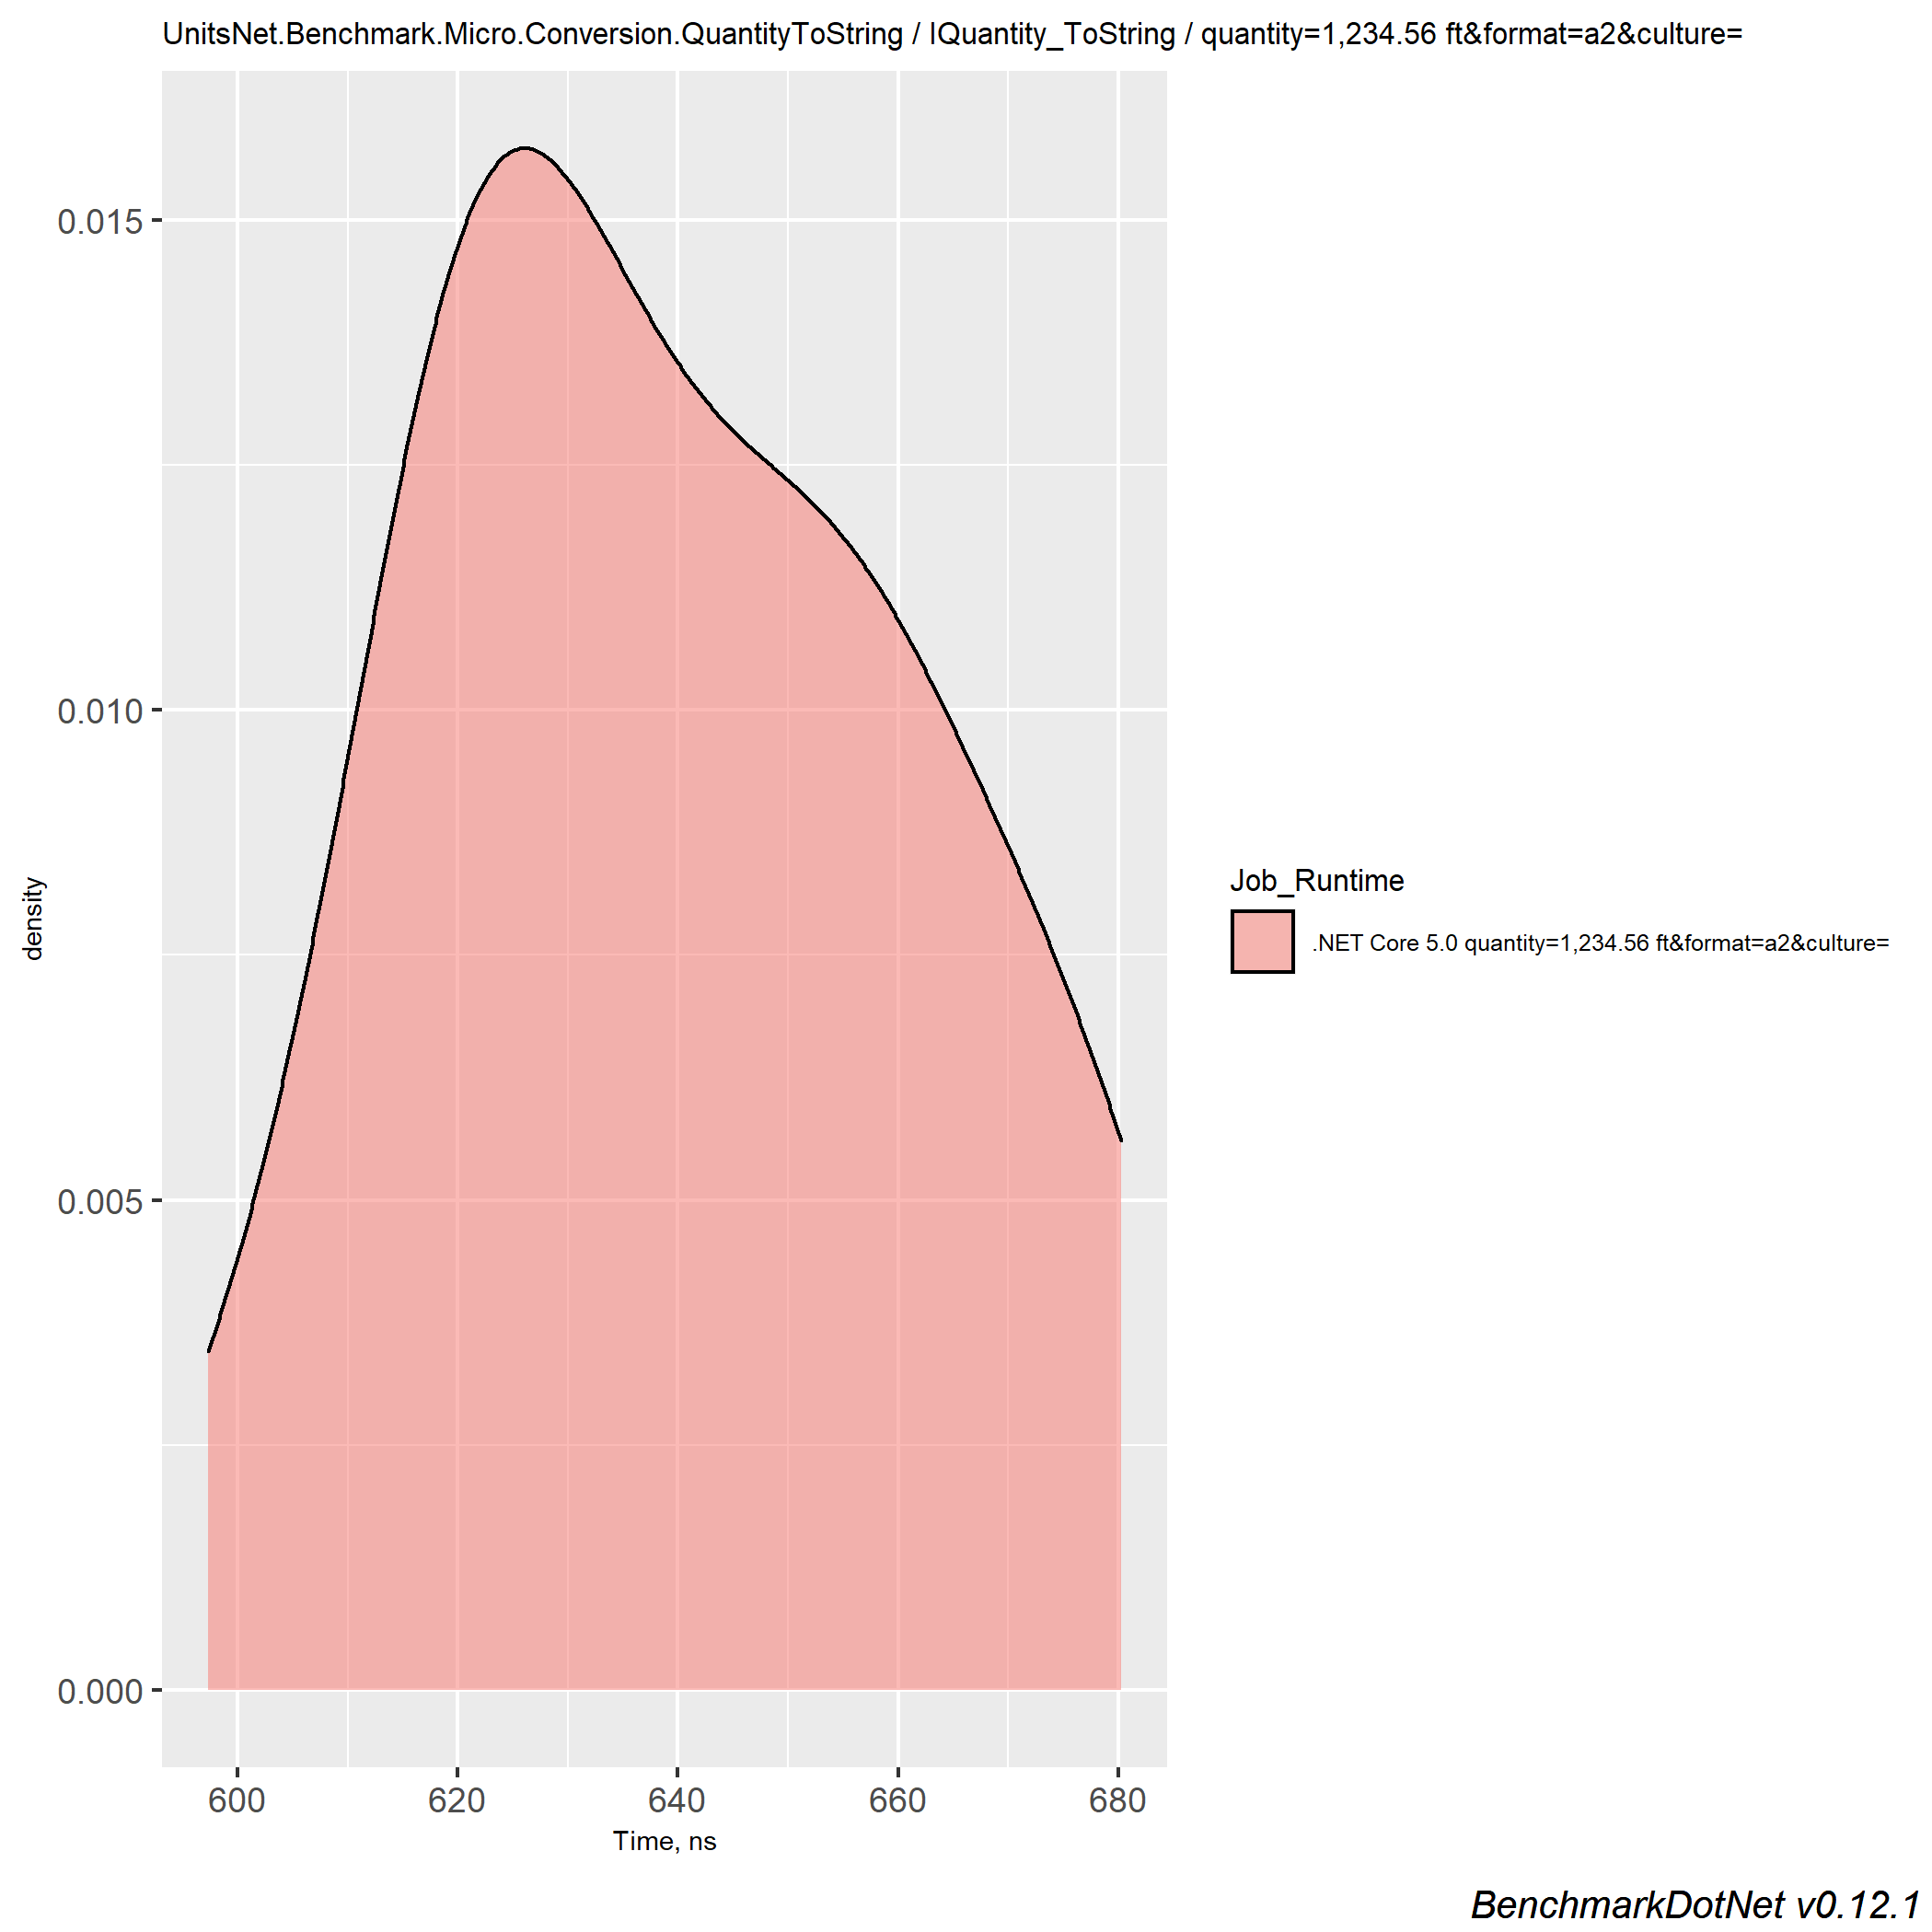 UnitsNet.Benchmark.Micro.Conversion.QuantityToString / IQuantity_ToString / quantity=1,234.56 ft&format=a2&culture=
0.015
0.010
0.005
0.000
density
600 620 640 660 680
Time, ns
Job_Runtime
.NET Core 5.0 quantity=1,234.56 ft&format=a2&culture=
BenchmarkDotNet v0.12.1